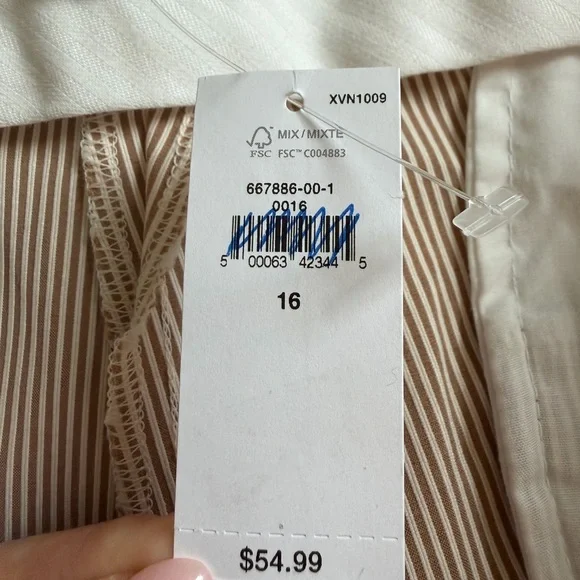 XVN1009
MIX/MIXTE
FSC FSC™ C004883
667886-00-1
0016
5 00063 42344 5
16
$54.99